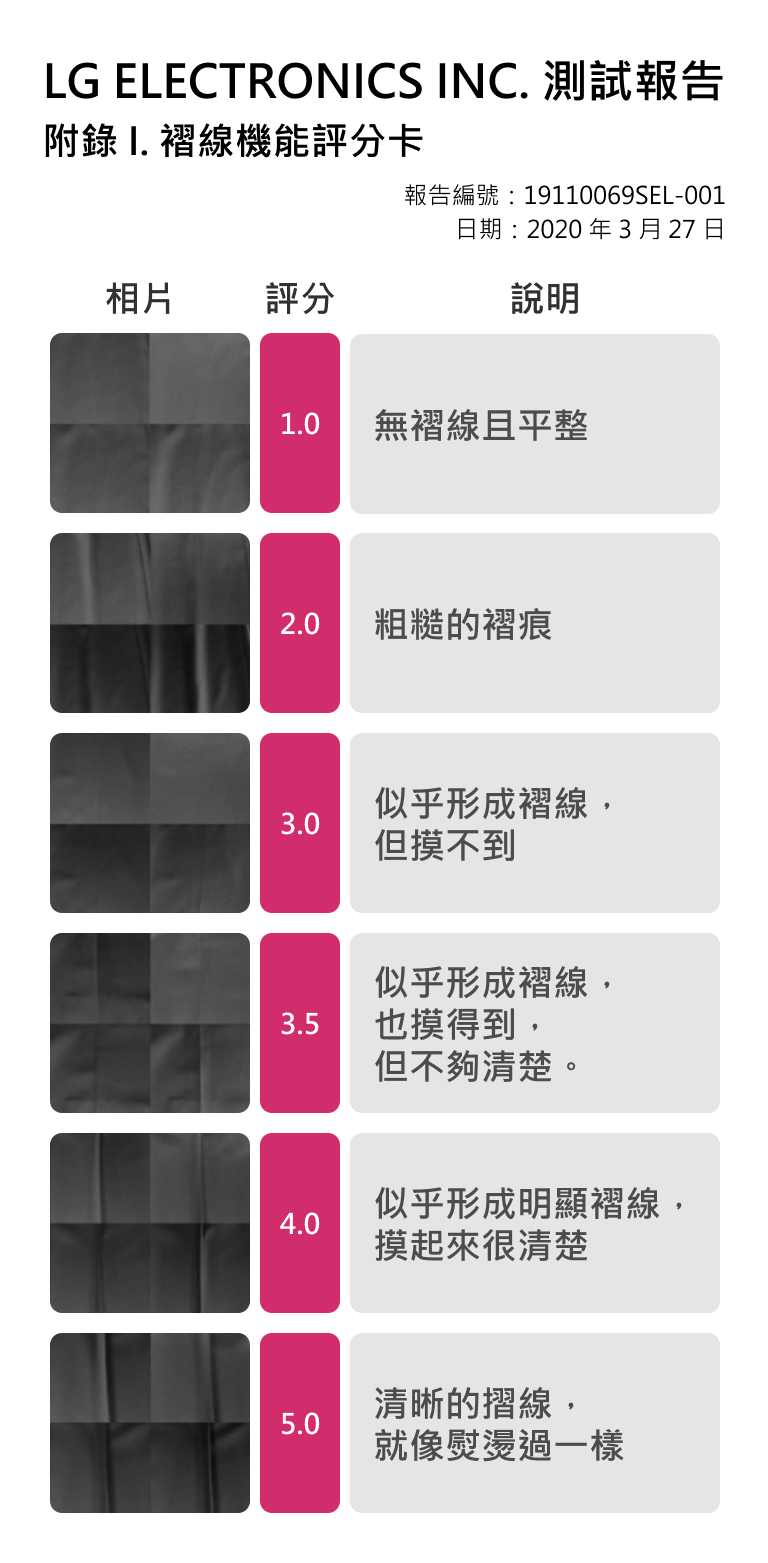 LG ELECTRONICS INC. 測試報告
附錄 I. 褶線機能評分卡
報告編號：19110069SEL-001
日期：2020 年 3 月 27 日
相片 評分 說明
1.0 無褶線且平整
2.0 粗糙的褶痕
3.0 似乎形成褶線，
但摸不到
3.5 似乎形成褶線，
也摸得到，
但不夠清楚。
4.0 似乎形成明顯褶線，
摸起來很清楚
5.0 清晰的摺線，
就像熨燙過一樣